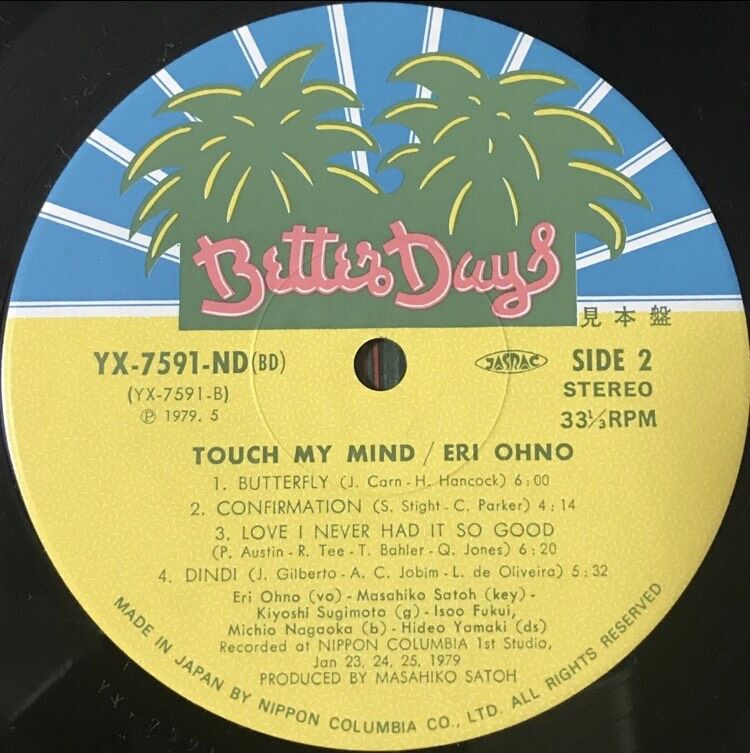 Better Days
見本盤
YX-7591-ND(BD)
(YX-7591-B)
℗ 1979. 5
JASRAC
SIDE 2
STEREO
33⅓RPM
TOUCH MY MIND / ERI OHNO
1. BUTTERFLY (J. Carn - H. Hancock) 6:00
2. CONFIRMATION (S. Stight - C. Parker) 4:14
3. LOVE I NEVER HAD IT SO GOOD
(P. Austin - R. Tee - T. Bahler - Q. Jones) 6:20
4. DINDI (J. Gilberto - A. C. Jobim - L. de Oliveira) 5:32
Eri Ohno (vo) - Masahiko Satoh (key) -
Kiyoshi Sugimoto (g) - Isoo Fukui,
Michio Nagaoka (b) - Hideo Yamaki (ds)
Recorded at NIPPON COLUMBIA 1st Studio,
Jan 23, 24, 25, 1979
PRODUCED BY MASAHIKO SATOH
MADE IN JAPAN BY NIPPON COLUMBIA CO., LTD. ALL RIGHTS RESERVED